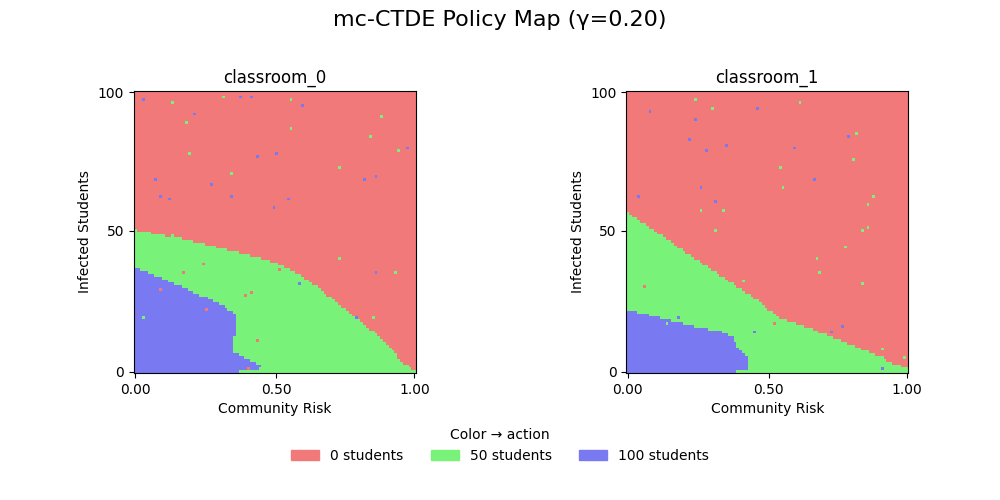 mc-CTDE Policy Map (γ=0.20)
classroom_0
classroom_1
100
50
0
Infected Students
0.00 0.50 1.00
Community Risk
100
50
0
Infected Students
0.00 0.50 1.00
Community Risk
Color → action
0 students 50 students 100 students